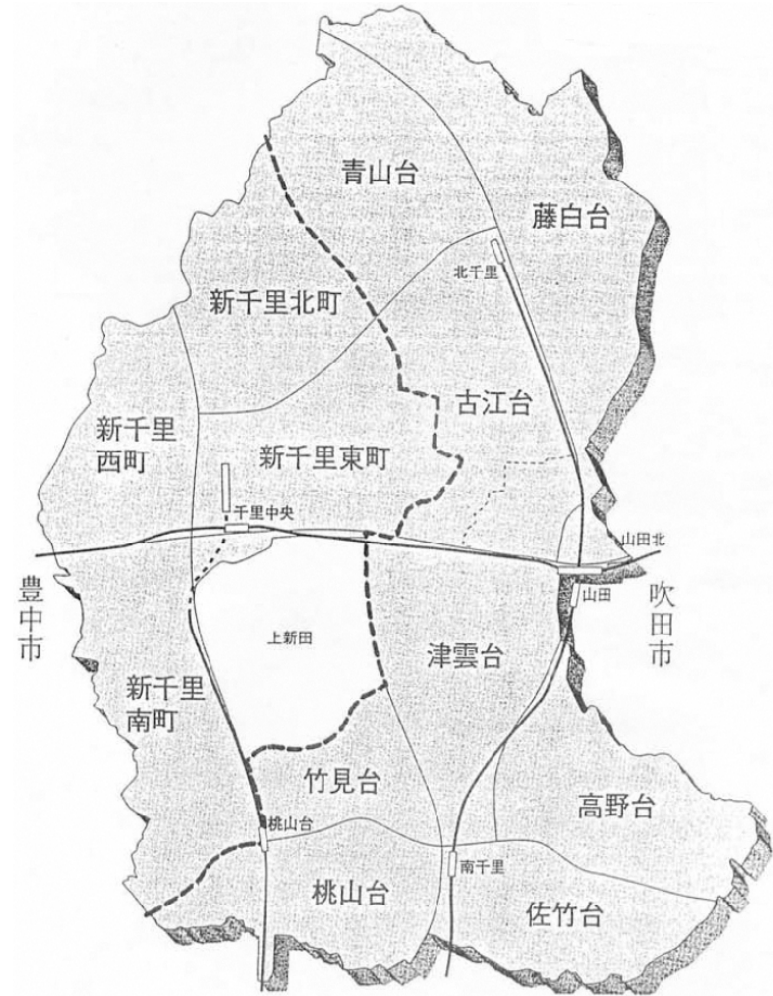 青山台
藤白台
北千里
新千里北町
古江台
新千里
西町
新千里東町
千里中央
山田北
豊中市
山田
吹田市
上新田
津雲台
新千里
南町
竹見台
高野台
桃山台
南千里
桃山台
佐竹台